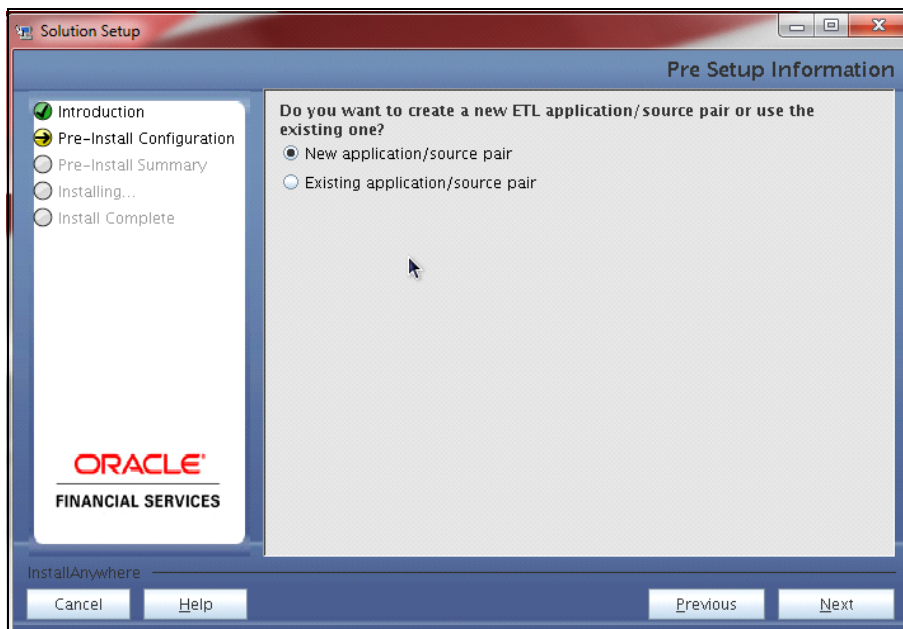 Solution Setup
Pre Setup Information
Introduction
Pre-Install Configuration
Pre-Install Summary
Installing...
Install Complete
ORACLE
FINANCIAL SERVICES
Do you want to create a new ETL application/source pair or use the
existing one?
New application/source pair
Existing application/source pair
InstallAnywhere
Cancel
Help
Previous
Next